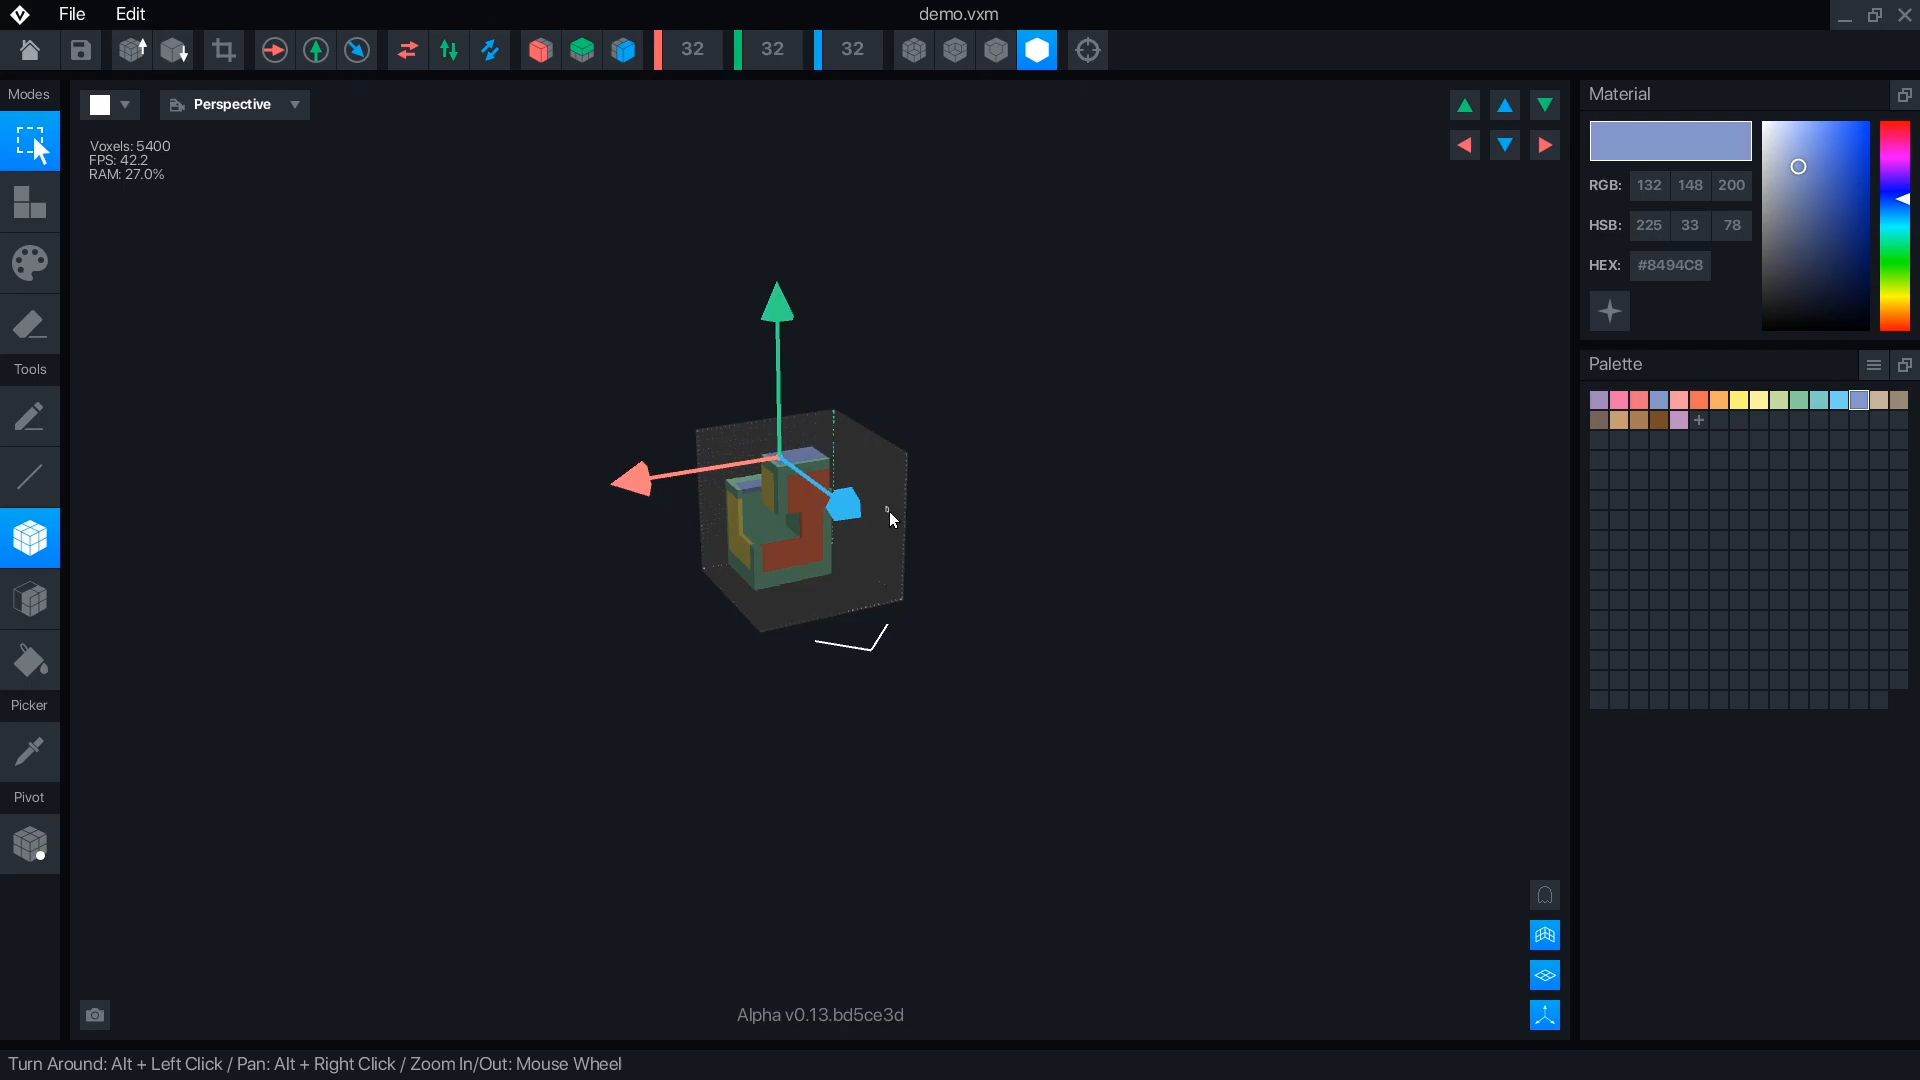 File Edit demo.vxm
32 32 32
Modes
Perspective
Voxels: 5400
FPS: 42.2
RAM: 27.0%
Tools
Picker
Pivot
Material
RGB: 132 148 200
HSB: 225 33 78
HEX: #8494C8
Palette
Alpha v0.13.bd5ce3d
Turn Around: Alt + Left Click / Pan: Alt + Right Click / Zoom In/Out: Mouse Wheel